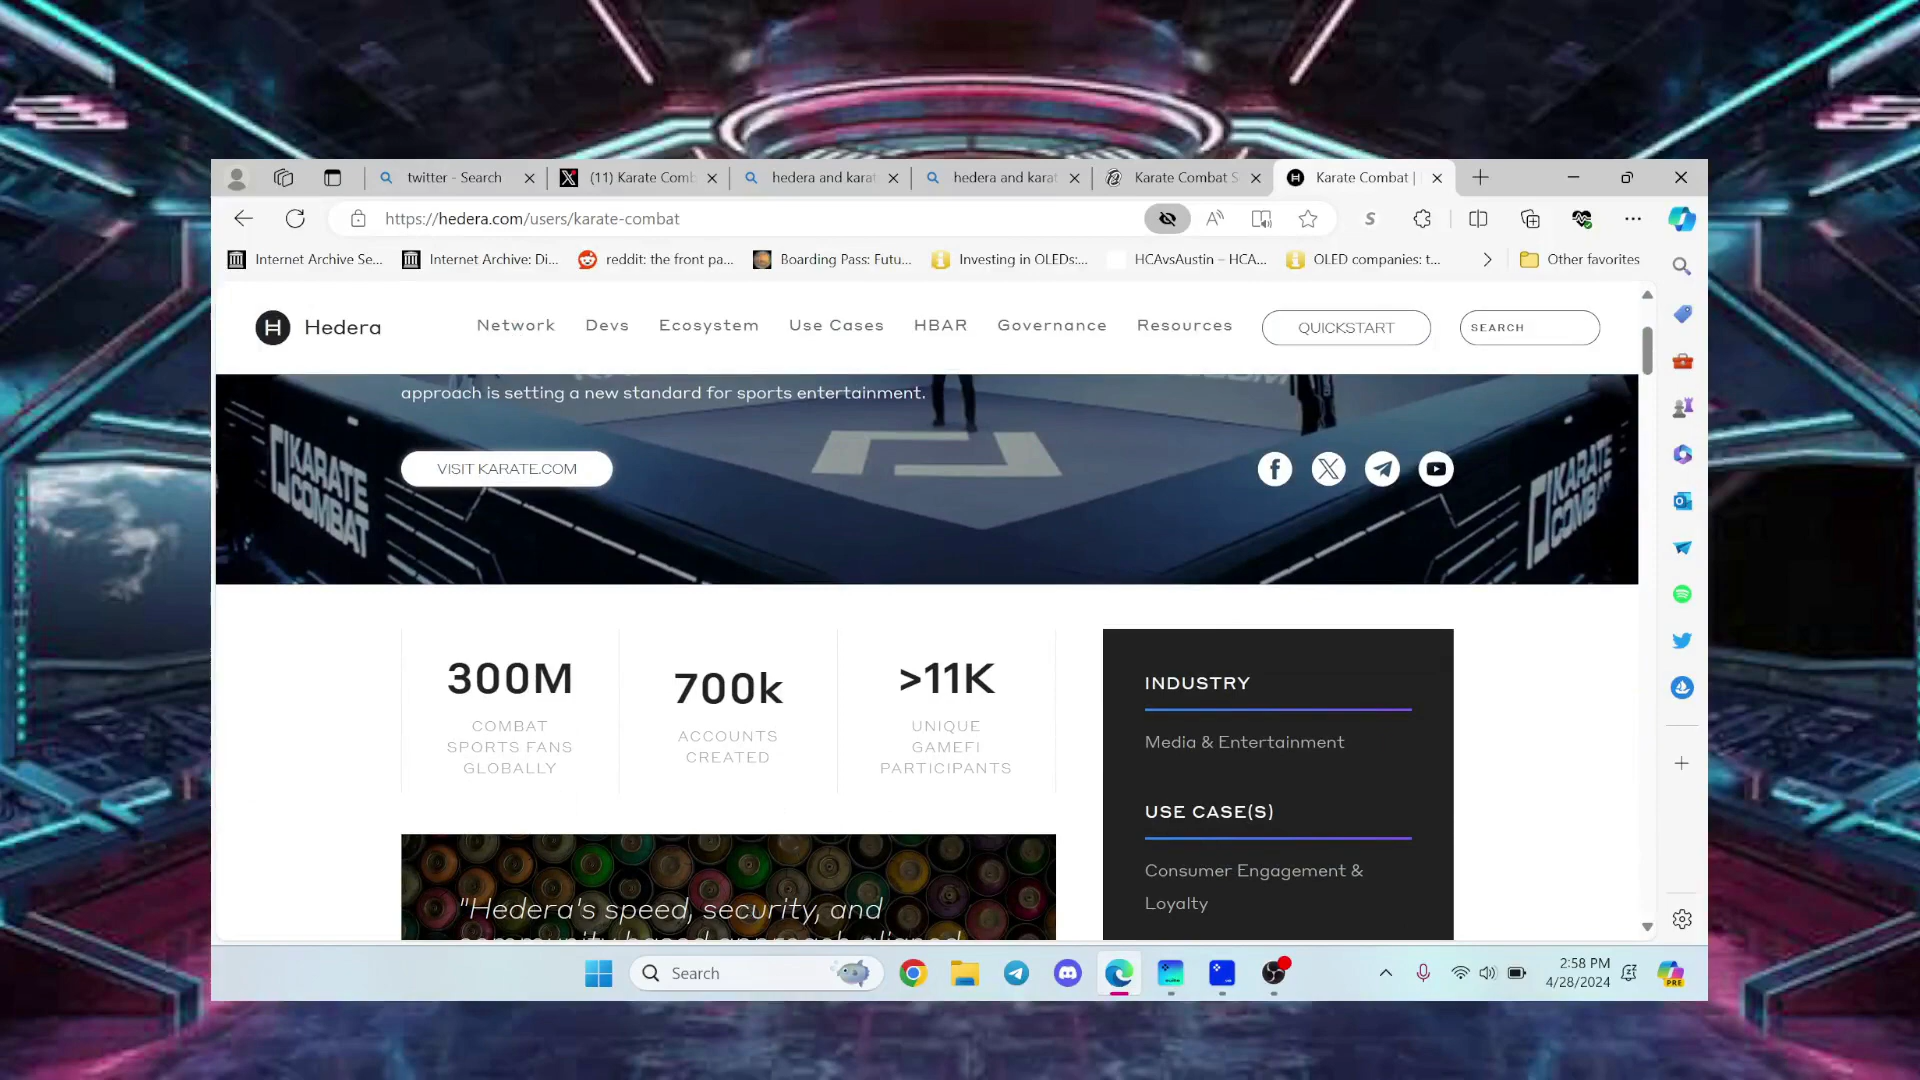 twitter - Search
(11) Karate Comb
hedera and karat
hedera and karat
Karate Combat S
Karate Combat |
https://hedera.com/users/karate-combat
Internet Archive Se...
Internet Archive: Di...
reddit: the front pa...
Boarding Pass: Futu...
Investing in OLEDs:...
HCAvsAustin – HCA...
OLED companies: t...
Other favorites
Hedera
Network
Devs
Ecosystem
Use Cases
HBAR
Governance
Resources
QUICKSTART
SEARCH
approach is setting a new standard for sports entertainment.
VISIT KARATE.COM
KARATE
COMBAT
KARATE
COMBAT
300M
COMBAT
SPORTS FANS
GLOBALLY
700k
ACCOUNTS
CREATED
>11K
UNIQUE
GAMEFI
PARTICIPANTS
INDUSTRY
Media & Entertainment
USE CASE(S)
Consumer Engagement &
Loyalty
"Hedera's speed, security, and
community based approach aligned
Search
2:58 PM
4/28/2024
PRE